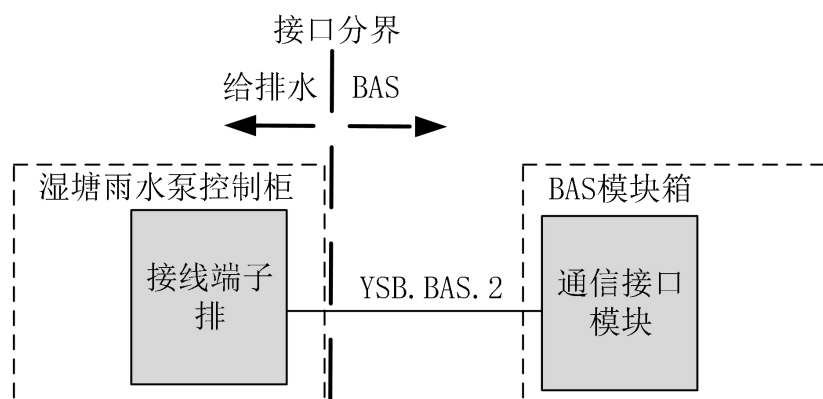 接口分界
给排水 BAS
湿塘雨水泵控制柜
BAS模块箱
接线端子
排
YSB.BAS.2
通信接口
模块